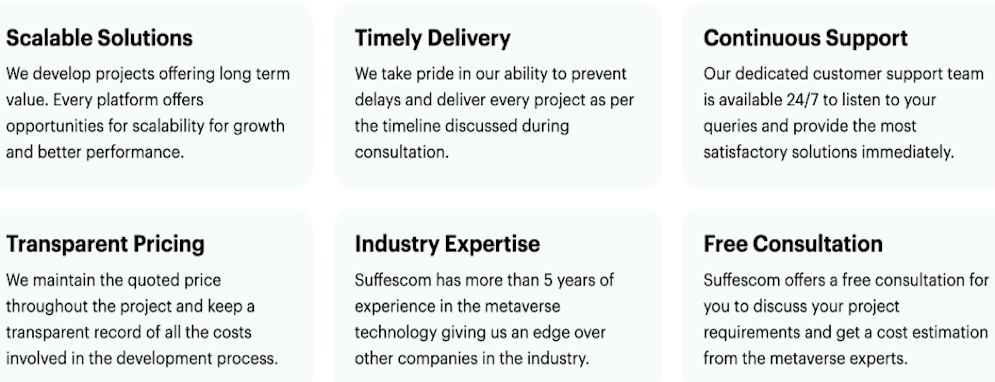 Scalable Solutions
We develop projects offering long term
value. Every platform offers
opportunities for scalability for growth
and better performance.
Timely Delivery
We take pride in our ability to prevent
delays and deliver every project as per
the timeline discussed during
consultation.
Continuous Support
Our dedicated customer support team
is available 24/7 to listen to your
queries and provide the most
satisfactory solutions immediately.
Transparent Pricing
We maintain the quoted price
throughout the project and keep a
transparent record of all the costs
involved in the development process.
Industry Expertise
Suffescom has more than 5 years of
experience in the metaverse
technology giving us an edge over
other companies in the industry.
Free Consultation
Suffescom offers a free consultation for
you to discuss your project
requirements and get a cost estimation
from the metaverse experts.